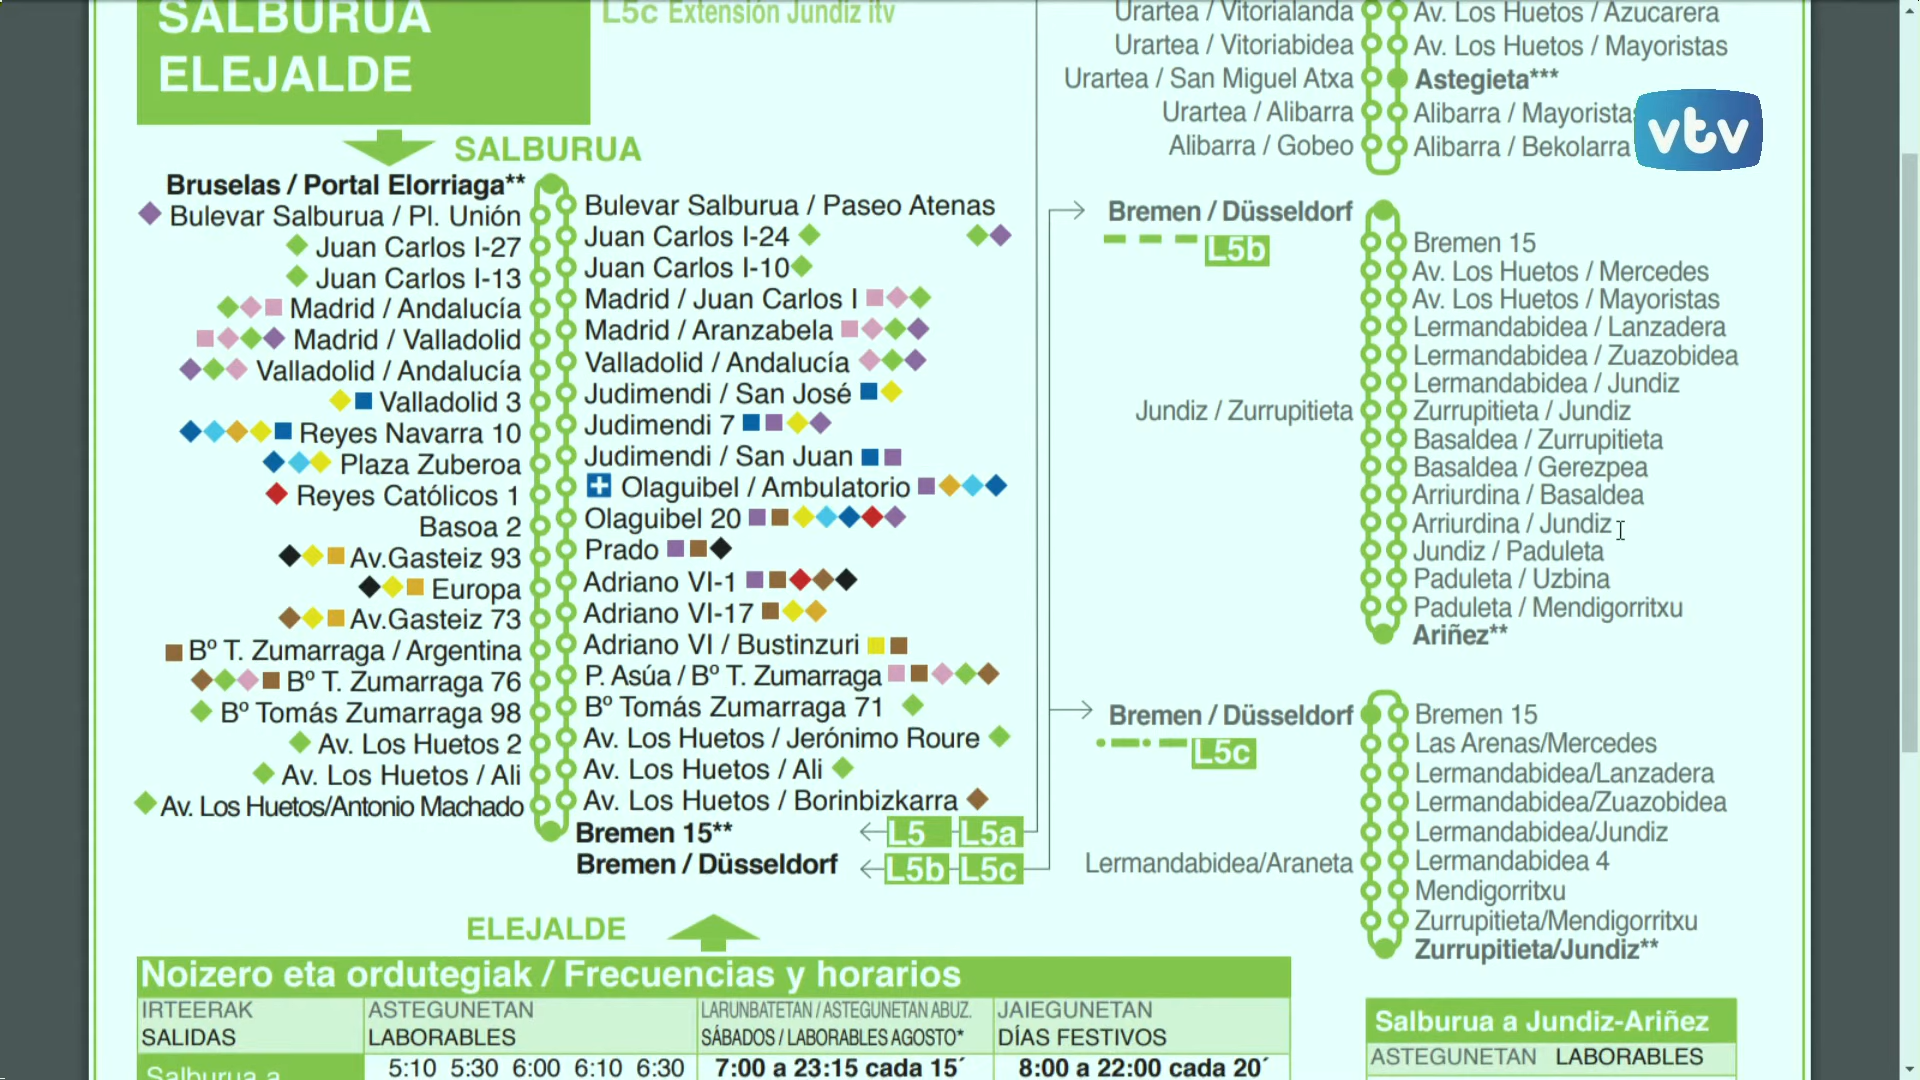 SALBURUA
ELEJALDE
L5c Extensión Jundiz itv
SALBURUA
Bruselas / Portal Elorriaga**
Bulevar Salburua / Pl. Unión
Juan Carlos I-27
Juan Carlos I-13
Madrid / Andalucía
Madrid / Valladolid
Valladolid / Andalucía
Valladolid 3
Reyes Navarra 10
Plaza Zuberoa
Reyes Católicos 1
Basoa 2
Av.Gasteiz 93
Europa
Av.Gasteiz 73
Bº T. Zumarraga / Argentina
Bº T. Zumarraga 76
Bº Tomás Zumarraga 98
Av. Los Huetos 2
Av. Los Huetos / Ali
Av. Los Huetos/Antonio Machado
Bulevar Salburua / Paseo Atenas
Juan Carlos I-24
Juan Carlos I-10
Madrid / Juan Carlos I
Madrid / Aranzabela
Valladolid / Andalucía
Judimendi / San José
Judimendi 7
Judimendi / San Juan
Olaguibel / Ambulatorio
Olaguibel 20
Prado
Adriano VI-1
Adriano VI-17
Adriano VI / Bustinzuri
P. Asúa / Bº T. Zumarraga
Bº Tomás Zumarraga 71
Av. Los Huetos / Jerónimo Roure
Av. Los Huetos / Ali
Av. Los Huetos / Borinbizkarra
Bremen 15** L5 L5a
Bremen / Düsseldorf L5b L5c
ELEJALDE
Urartea / Vitorialanda
Urartea / Vitoriabidea
Urartea / San Miguel Atxa
Urartea / Alibarra
Alibarra / Gobeo
Av. Los Huetos / Azucarera
Av. Los Huetos / Mayoristas
Astegieta***
Alibarra / Mayoristas
Alibarra / Bekolarra
vtv
Bremen / Düsseldorf
L5b
Jundiz / Zurrupitieta
Bremen 15
Av. Los Huetos / Mercedes
Av. Los Huetos / Mayoristas
Lermandabidea / Lanzadera
Lermandabidea / Zuazobidea
Lermandabidea / Jundiz
Zurrupitieta / Jundiz
Basaldea / Zurrupitieta
Basaldea / Gerezpea
Arriurdina / Basaldea
Arriurdina / Jundiz
Jundiz / Paduleta
Paduleta / Uzbina
Paduleta / Mendigorritxu
Ariñez**
Bremen / Düsseldorf
L5c
Lermandabidea/Araneta
Bremen 15
Las Arenas/Mercedes
Lermandabidea/Lanzadera
Lermandabidea/Zuazobidea
Lermandabidea/Jundiz
Lermandabidea 4
Mendigorritxu
Zurrupitieta/Mendigorritxu
Zurrupitieta/Jundiz**
Noizero eta ordutegiak / Frecuencias y horarios
IRTEERAK
SALIDAS
ASTEGUNETAN
LABORABLES
LARUNBATETAN / ASTEGUNETAN ABUZ.
SÁBADOS / LABORABLES AGOSTO*
JAIEGUNETAN
DÍAS FESTIVOS
Salburua a
5:10 5:30 6:00 6:10 6:30
7:00 a 23:15 cada 15´
8:00 a 22:00 cada 20´
Salburua a Jundiz-Ariñez
ASTEGUNETAN LABORABLES